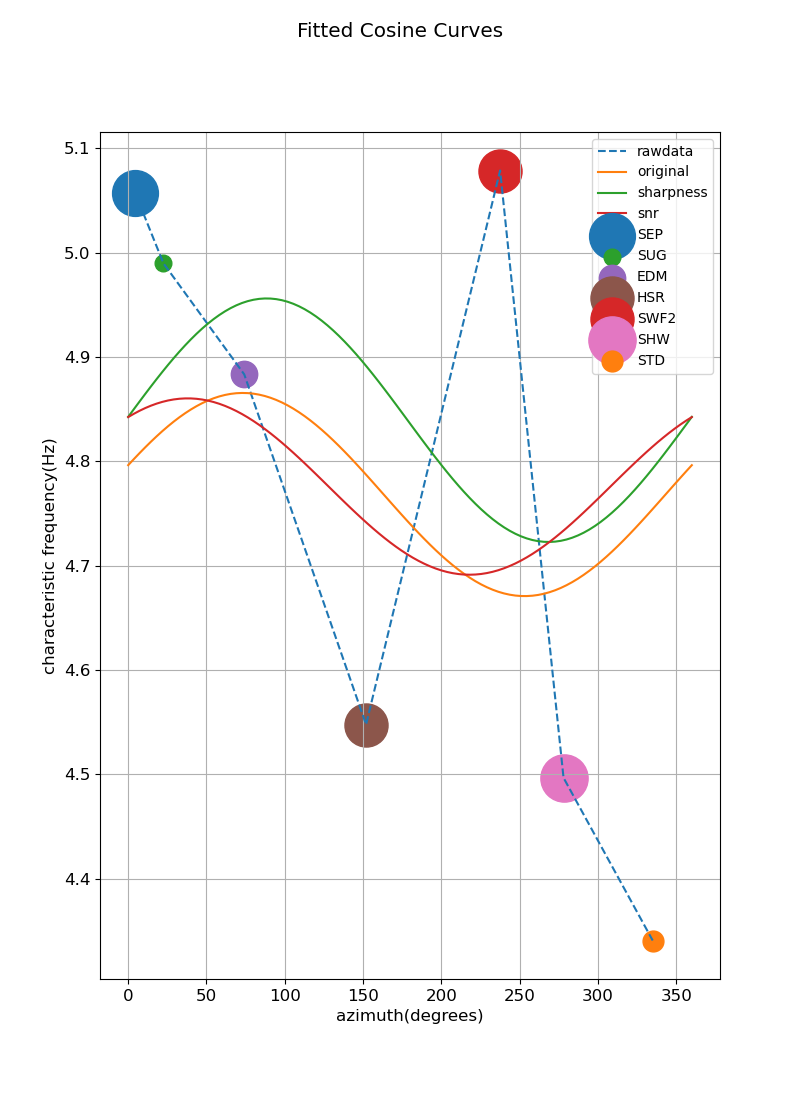 Fitted Cosine Curves
rawdata
original
sharpness
snr
SEP
SUG
EDM
HSR
SWF2
SHW
STD
5.1
5.0
4.9
4.8
4.7
4.6
4.5
4.4
characteristic frequency(Hz)
0 50 100 150 200 250 300 350
azimuth(degrees)